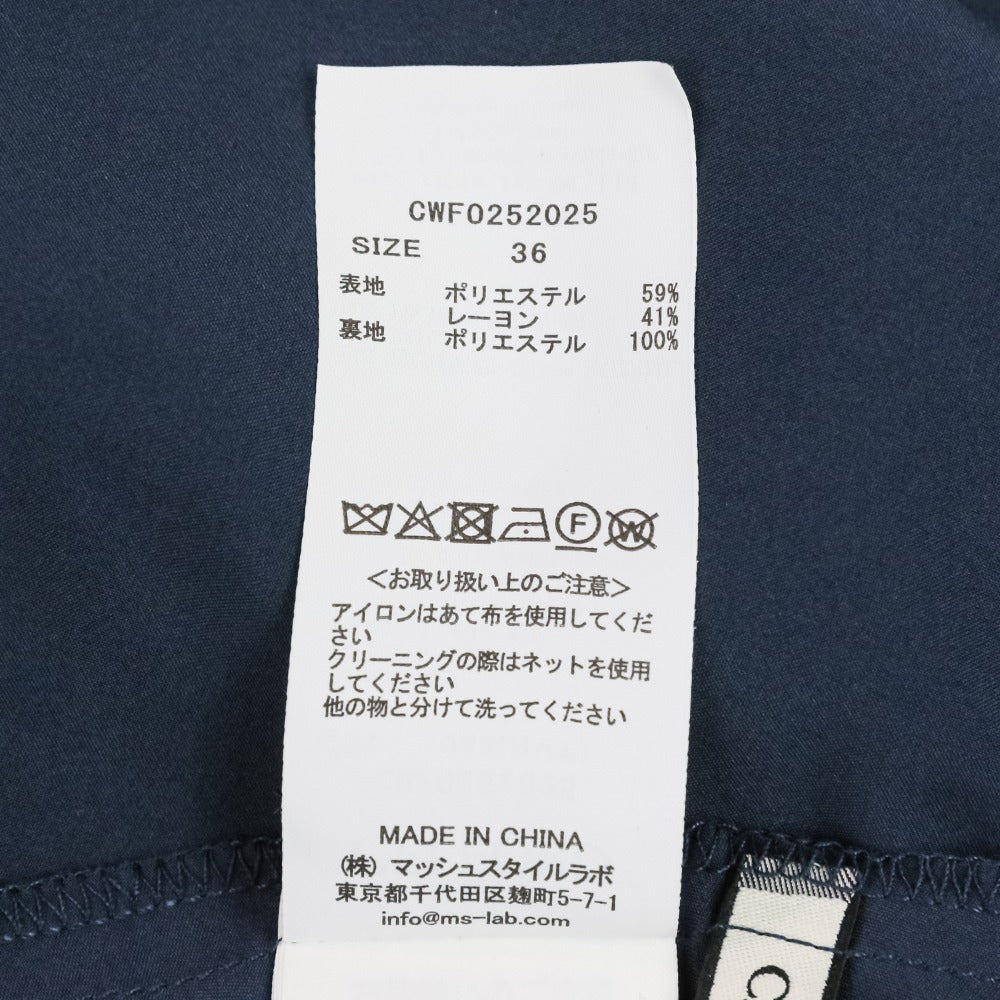 CWF0252025
SIZE 36
表地 ポリエステル 59%
レーヨン 41%
裏地 ポリエステル 100%
F W
<お取り扱い上のご注意>
アイロンはあて布を使用してくだ
さい
クリーニングの際はネットを使用
してください
他の物と分けて洗ってください
MADE IN CHINA
(株) マッシュスタイルラボ
東京都千代田区麹町5-7-1
info@ms-lab.com
C